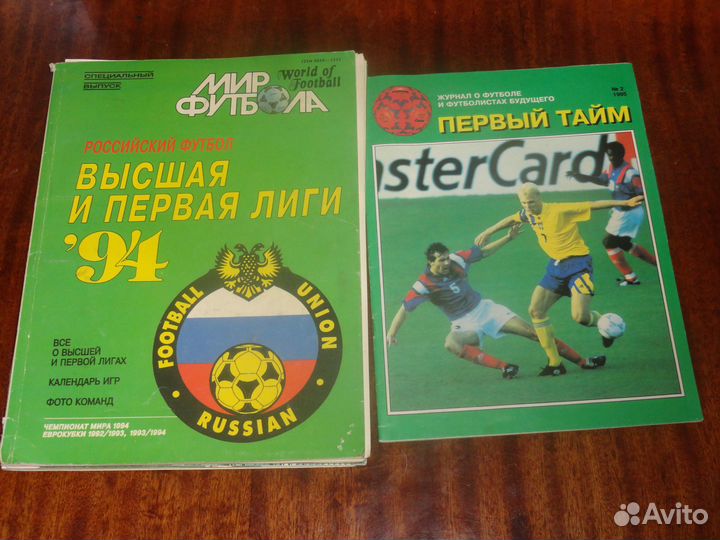 СПЕЦИАЛЬНЫЙ
ВЫПУСК
МИР
ФУТБОЛА
World of
Football
РОССИЙСКИЙ ФУТБОЛ
ВЫСШАЯ
И ПЕРВАЯ ЛИГИ
'94
FOOTBALL UNION
RUSSIAN
ВСЕ
О ВЫСШЕЙ
И ПЕРВОЙ ЛИГАХ
КАЛЕНДАРЬ ИГР
ФОТО КОМАНД
ЧЕМПИОНАТ МИРА 1994
ЕВРОКУБКИ 1992/1993, 1993/1994
ЖУРНАЛ О ФУТБОЛЕ
И ФУТБОЛИСТАХ БУДУЩЕГО
№ 2
1995
ПЕРВЫЙ ТАЙМ
asterCard
5
7
Avito